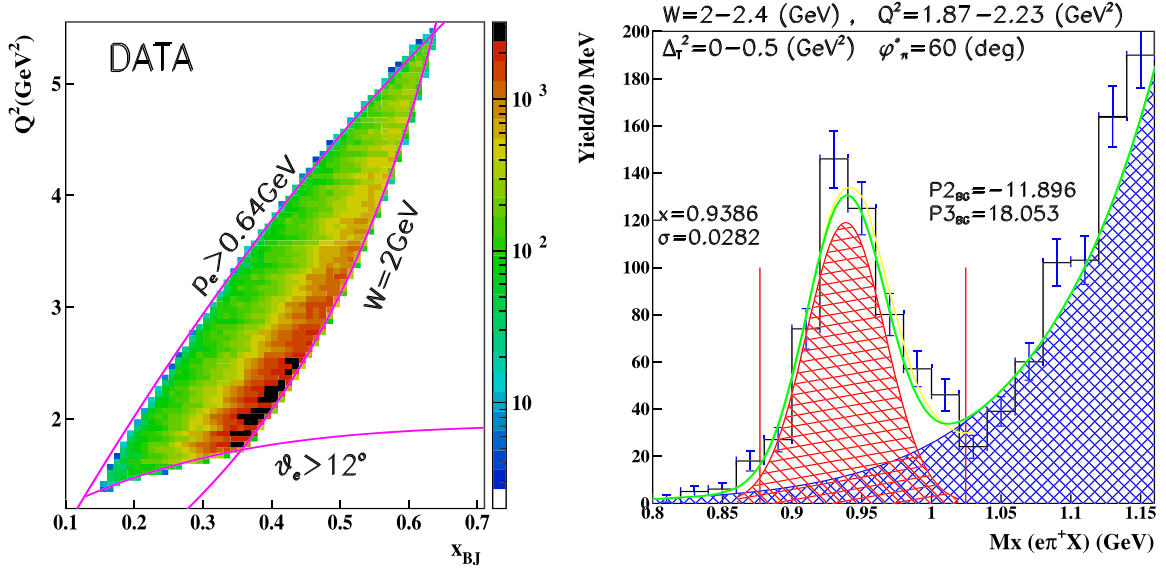 DATA
Q²(GeV²)
5
4
3
2
0.1 0.2 0.3 0.4 0.5 0.6 0.7
x_BJ
p_e>0.64GeV
W=2GeV
ϑ_e>12°
10³
10²
10
W=2−2.4 (GeV) , Q²=1.87−2.23 (GeV²)
Δ_T²=0−0.5 (GeV²) φ*_π=60 (deg)
Yield/20 MeV
200
180
160
140
120
100
80
60
40
20
0
x=0.9386
σ=0.0282
P2_BG=−11.896
P3_BG=18.053
0.8 0.85 0.9 0.95 1 1.05 1.1 1.15
Mx (eπ⁺X) (GeV)